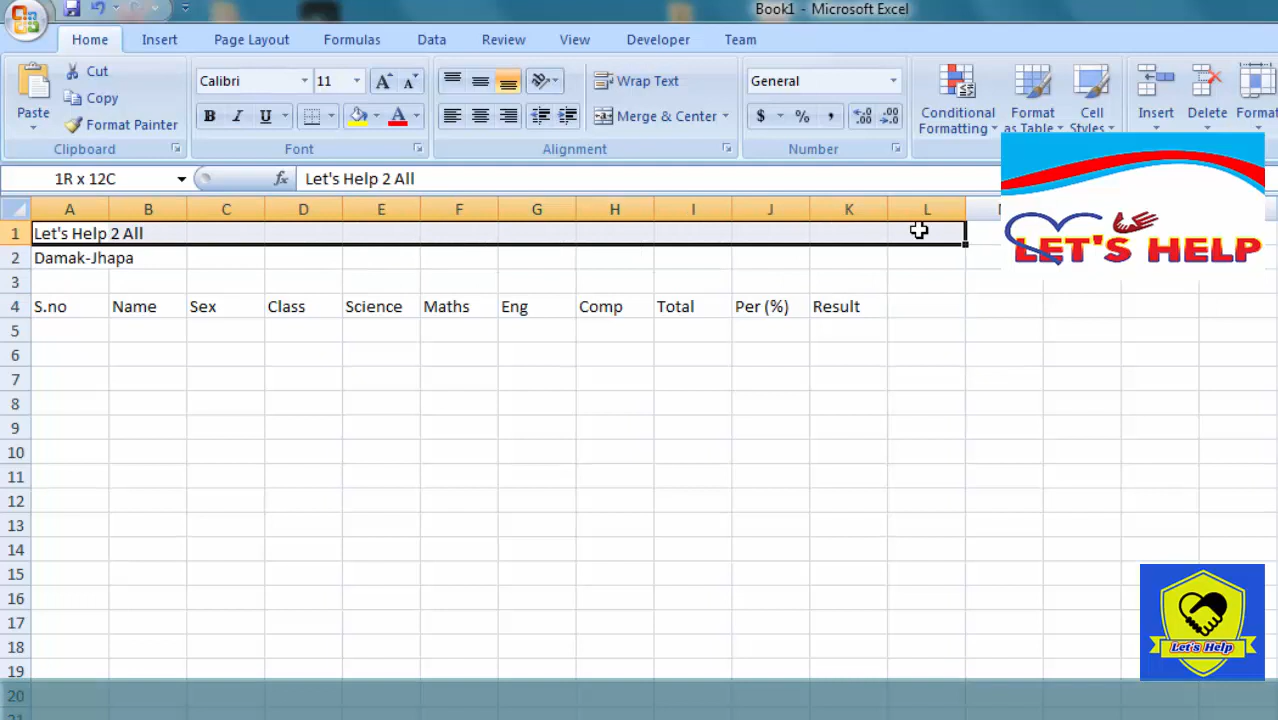 Book1 - Microsoft Excel
Home Insert Page Layout Formulas Data Review View Developer Team
Paste
Cut
Copy
Format Painter
Clipboard
Calibri 11
B I U A
Font
Wrap Text
Merge & Center
Alignment
General
$ % ,
Number
Conditional Formatting
Format as Table
Cell Styles
Insert
Delete
Format
1R x 12C fx Let's Help 2 All
A B C D E F G H I J K L
1 Let's Help 2 All
2 Damak-Jhapa
3
4 S.no Name Sex Class Science Maths Eng Comp Total Per (%) Result
5
6
7
8
9
10
11
12
13
14
15
16
17
18
19
20
LET'S HELP
Let's Help